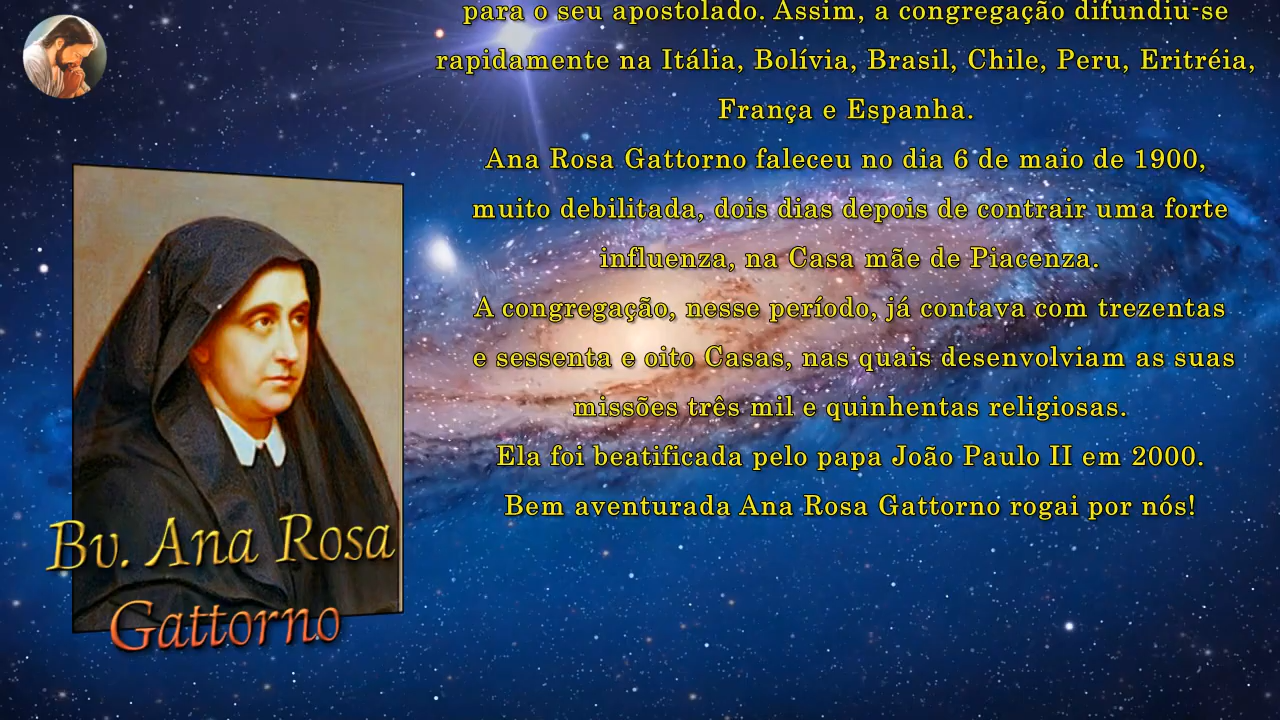 para o seu apostolado. Assim, a congregação difundiu-se
rapidamente na Itália, Bolívia, Brasil, Chile, Peru, Eritréia,
França e Espanha.
Ana Rosa Gattorno faleceu no dia 6 de maio de 1900,
muito debilitada, dois dias depois de contrair uma forte
influenza, na Casa mãe de Piacenza.
A congregação, nesse período, já contava com trezentas
e sessenta e oito Casas, nas quais desenvolviam as suas
missões três mil e quinhentas religiosas.
Ela foi beatificada pelo papa João Paulo II em 2000.
Bem aventurada Ana Rosa Gattorno rogai por nós!
Bv. Ana Rosa
Gattorno